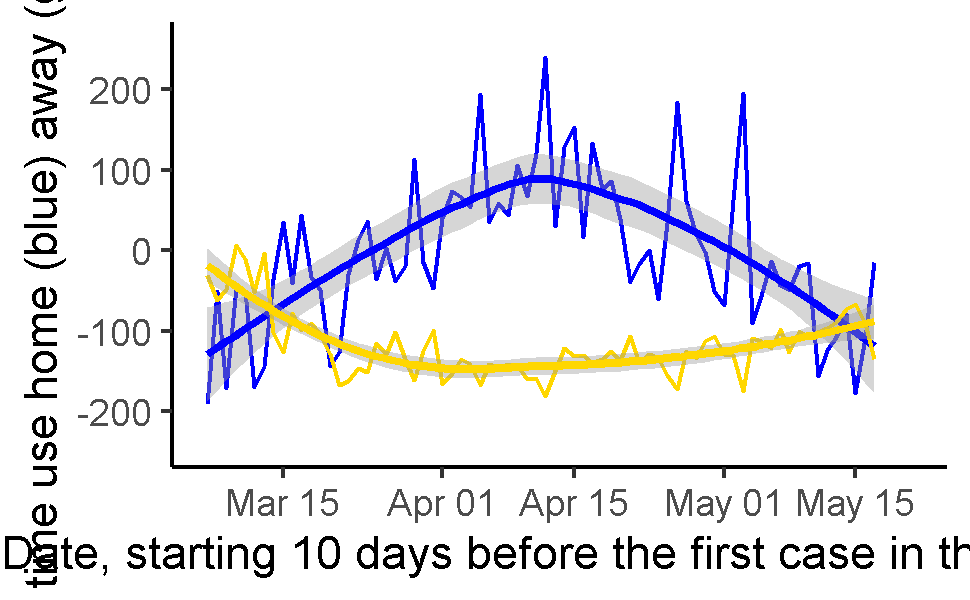 time use home (blue) away (
200
100
0
-100
-200
Mar 15 Apr 01 Apr 15 May 01 May 15
Date, starting 10 days before the first case in th